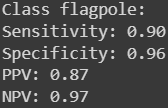 Class flagpole:
Sensitivity: 0.90
Specificity: 0.96
PPV: 0.87
NPV: 0.97